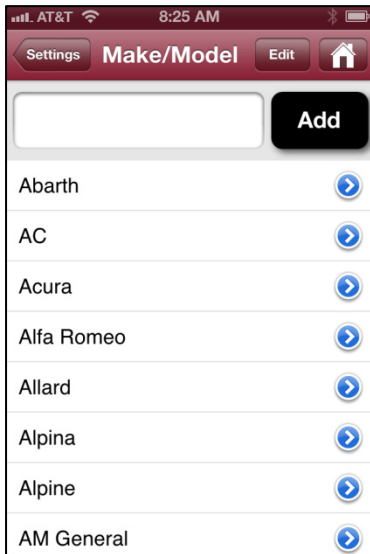 AT&T 8:25 AM
Settings Make/Model Edit
Add
Abarth
AC
Acura
Alfa Romeo
Allard
Alpina
Alpine
AM General